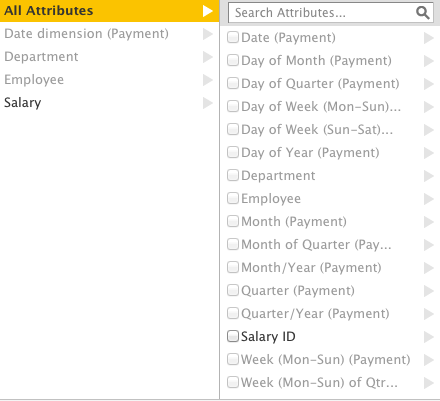 All Attributes
Date dimension (Payment)
Department
Employee
Salary
Search Attributes...
Date (Payment)
Day of Month (Payment)
Day of Quarter (Payment)
Day of Week (Mon-Sun)...
Day of Week (Sun-Sat)...
Day of Year (Payment)
Department
Employee
Month (Payment)
Month of Quarter (Pay...
Month/Year (Payment)
Quarter (Payment)
Quarter/Year (Payment)
Salary ID
Week (Mon-Sun) (Payment)
Week (Mon-Sun) of Qtr...